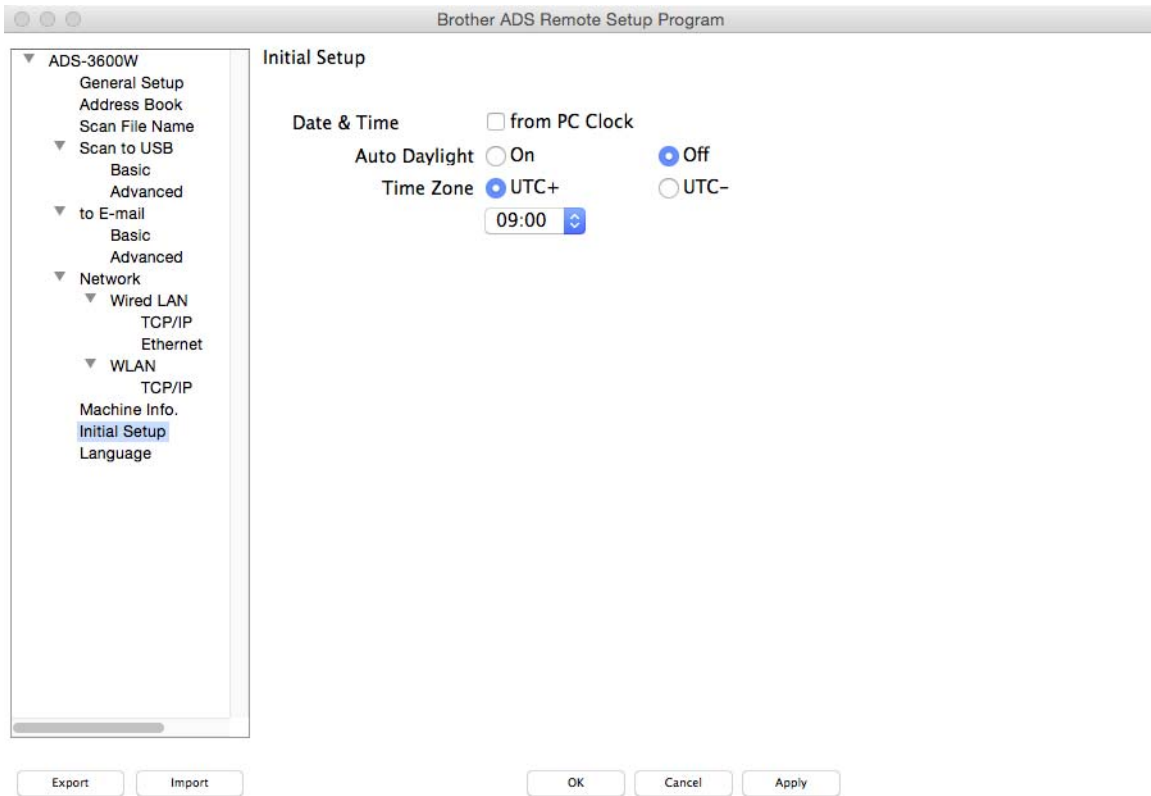 Brother ADS Remote Setup Program
ADS-3600W
General Setup
Address Book
Scan File Name
Scan to USB
Basic
Advanced
to E-mail
Basic
Advanced
Network
Wired LAN
TCP/IP
Ethernet
WLAN
TCP/IP
Machine Info.
Initial Setup
Language
Initial Setup
Date & Time from PC Clock
Auto Daylight On Off
Time Zone UTC+ UTC-
09:00
Export Import OK Cancel Apply